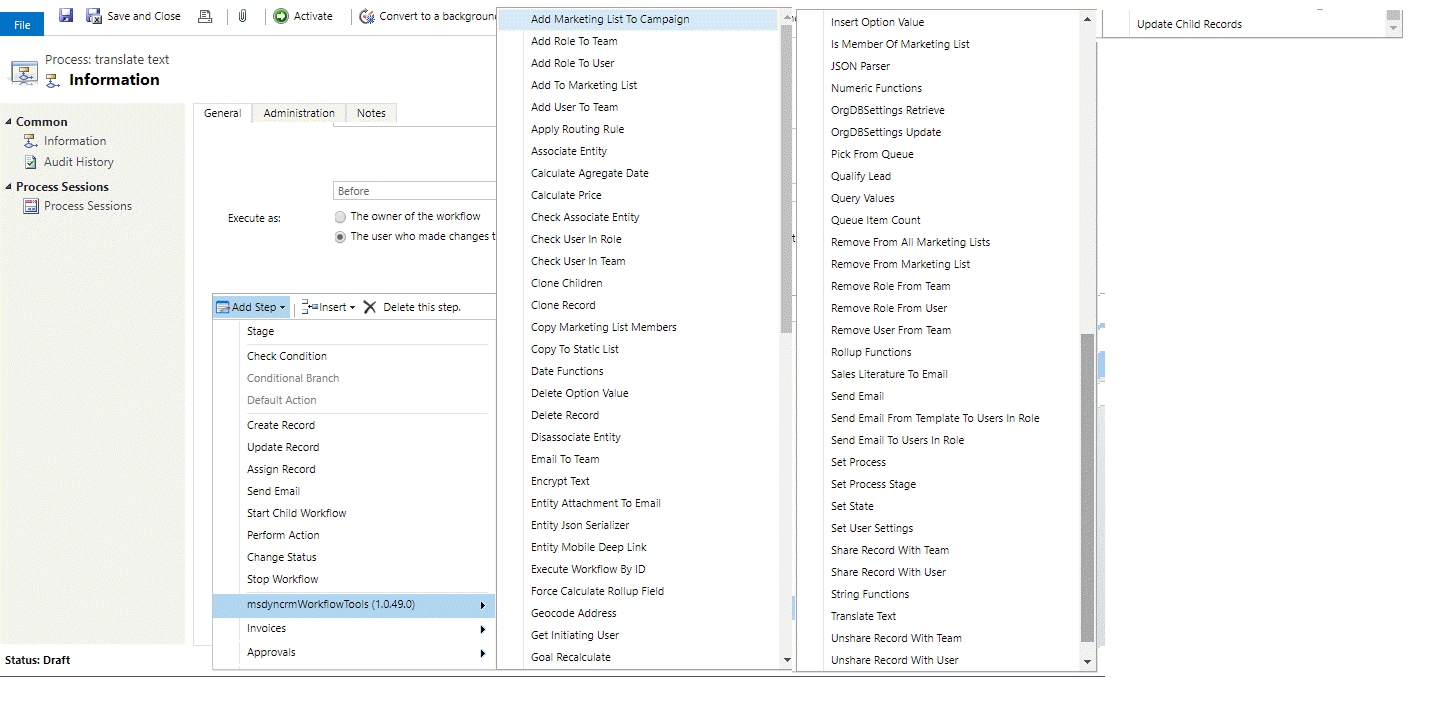 File
Save and Close
Activate
Convert to a background
Process: translate text
Information
Common
Information
Audit History
Process Sessions
Process Sessions
Status: Draft
General
Administration
Notes
Before
Execute as:
The owner of the workflow
The user who made changes t
Add Step
Insert
Delete this step.
Stage
Check Condition
Conditional Branch
Default Action
Create Record
Update Record
Assign Record
Send Email
Start Child Workflow
Perform Action
Change Status
Stop Workflow
msdyncrmWorkflowTools (1.0.49.0)
Invoices
Approvals
Add Marketing List To Campaign
Add Role To Team
Add Role To User
Add To Marketing List
Add User To Team
Apply Routing Rule
Associate Entity
Calculate Agregate Date
Calculate Price
Check Associate Entity
Check User In Role
Check User In Team
Clone Children
Clone Record
Copy Marketing List Members
Copy To Static List
Date Functions
Delete Option Value
Delete Record
Disassociate Entity
Email To Team
Encrypt Text
Entity Attachment To Email
Entity Json Serializer
Entity Mobile Deep Link
Execute Workflow By ID
Force Calculate Rollup Field
Geocode Address
Get Initiating User
Goal Recalculate
Insert Option Value
Is Member Of Marketing List
JSON Parser
Numeric Functions
OrgDBSettings Retrieve
OrgDBSettings Update
Pick From Queue
Qualify Lead
Query Values
Queue Item Count
Remove From All Marketing Lists
Remove From Marketing List
Remove Role From Team
Remove Role From User
Remove User From Team
Rollup Functions
Sales Literature To Email
Send Email
Send Email From Template To Users In Role
Send Email To Users In Role
Set Process
Set Process Stage
Set State
Set User Settings
Share Record With Team
Share Record With User
String Functions
Translate Text
Unshare Record With Team
Unshare Record With User
Update Child Records